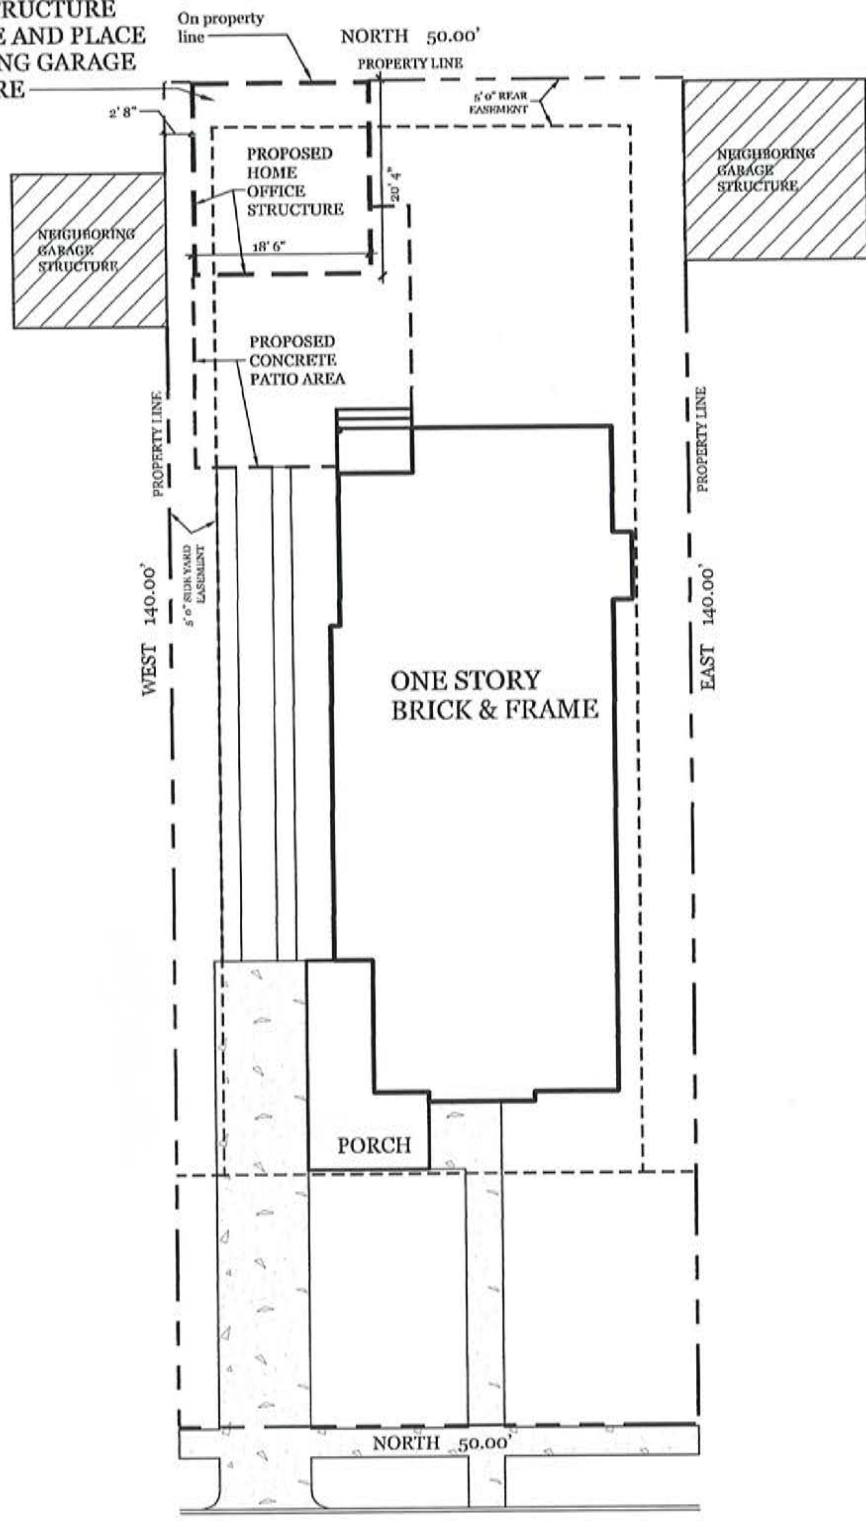 TRUCTURE
E AND PLACE
NG GARAGE
RE
On property
line
NORTH 50.00'
PROPERTY LINE
5' 0" REAR
EASEMENT
2' 8"
PROPOSED
HOME
OFFICE
STRUCTURE
20' 4"
18' 6"
NEIGHBORING
GARAGE
STRUCTURE
NEIGHBORING
GARAGE
STRUCTURE
PROPOSED
CONCRETE
PATIO AREA
PROPERTY LINE
PROPERTY LINE
5' 0" SIDE YARD
EASEMENT
WEST 140.00'
EAST 140.00'
ONE STORY
BRICK & FRAME
PORCH
NORTH 50.00'